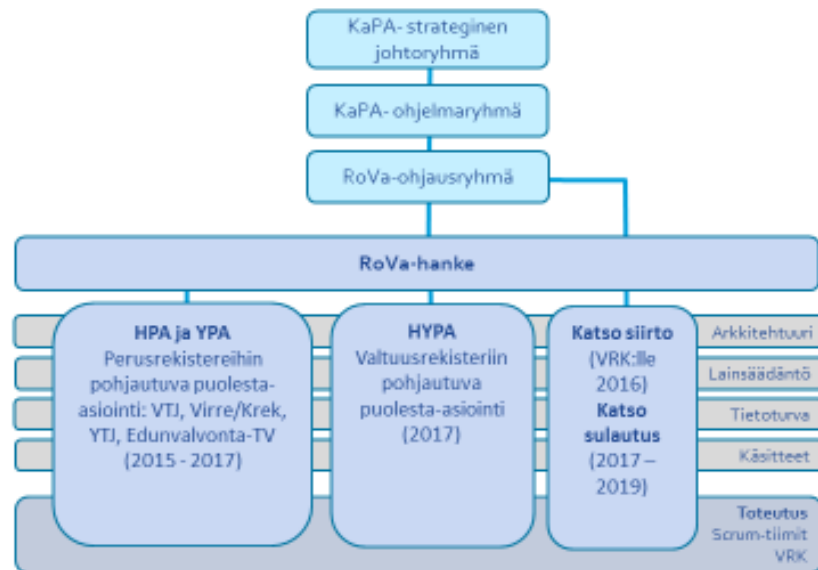 KaPA- strateginen
johtoryhmä
KaPA- ohjelmaryhmä
RoVa-ohjausryhmä
RoVa-hanke
HPA ja YPA
Perusrekistereihin
pohjautuva puolesta-
asiointi: VTJ, Virre/Krek,
YTJ, Edunvalvonta-TV
(2015 - 2017)
HYPA
Valtuusrekisteriin
pohjautuva
puolesta-asiointi
(2017)
Katso siirto
(VRK:lle
2016)
Katso
sulautus
(2017 –
2019)
Arkkitehtuuri
Lainsäädäntö
Tietoturva
Käsitteet
Toteutus
Scrum-tiimit
VRK